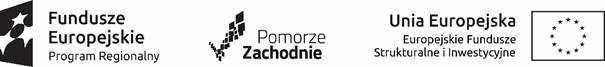 Fundusze
Europejskie
Program Regionalny
Pomorze
Zachodnie
Unia Europejska
Europejskie Fundusze
Strukturalne i Inwestycyjne